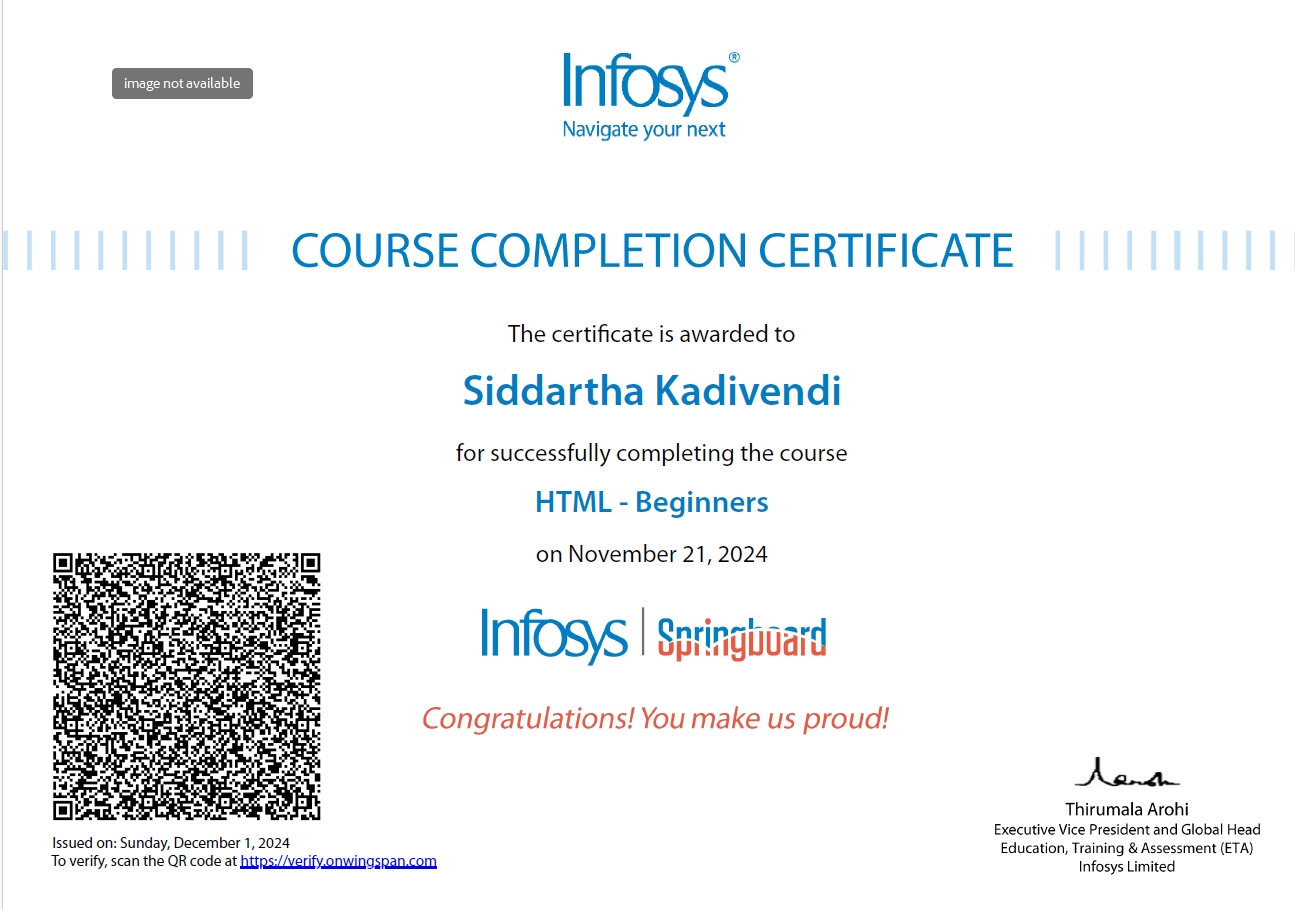 image not available
Infosys®
Navigate your next
COURSE COMPLETION CERTIFICATE
The certificate is awarded to
Siddartha Kadivendi
for successfully completing the course
HTML - Beginners
on November 21, 2024
Infosys | Springboard
Congratulations! You make us proud!
Issued on: Sunday, December 1, 2024
To verify, scan the QR code at https://verify.onwingspan.com
Thirumala Arohi
Executive Vice President and Global Head
Education, Training & Assessment (ETA)
Infosys Limited